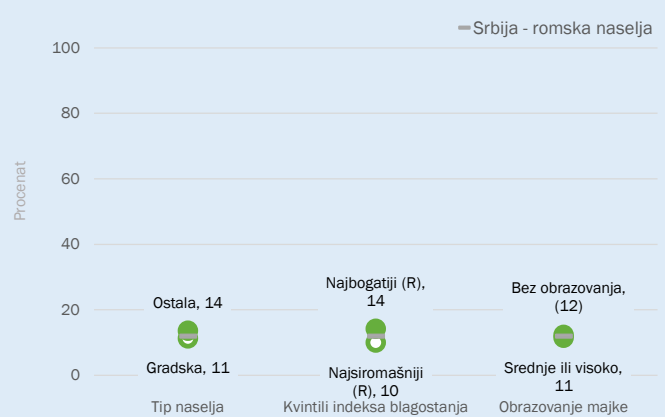 Srbija - romska naselja
100
80
60
40
20
0
Procenat
Ostala, 14
Gradska, 11
Najbogatiji (R),
14
Najsiromašniji
(R), 10
Bez obrazovanja,
(12)
Srednje ili visoko,
11
Tip naselja
Kvintili indeksa blagostanja
Obrazovanje majke